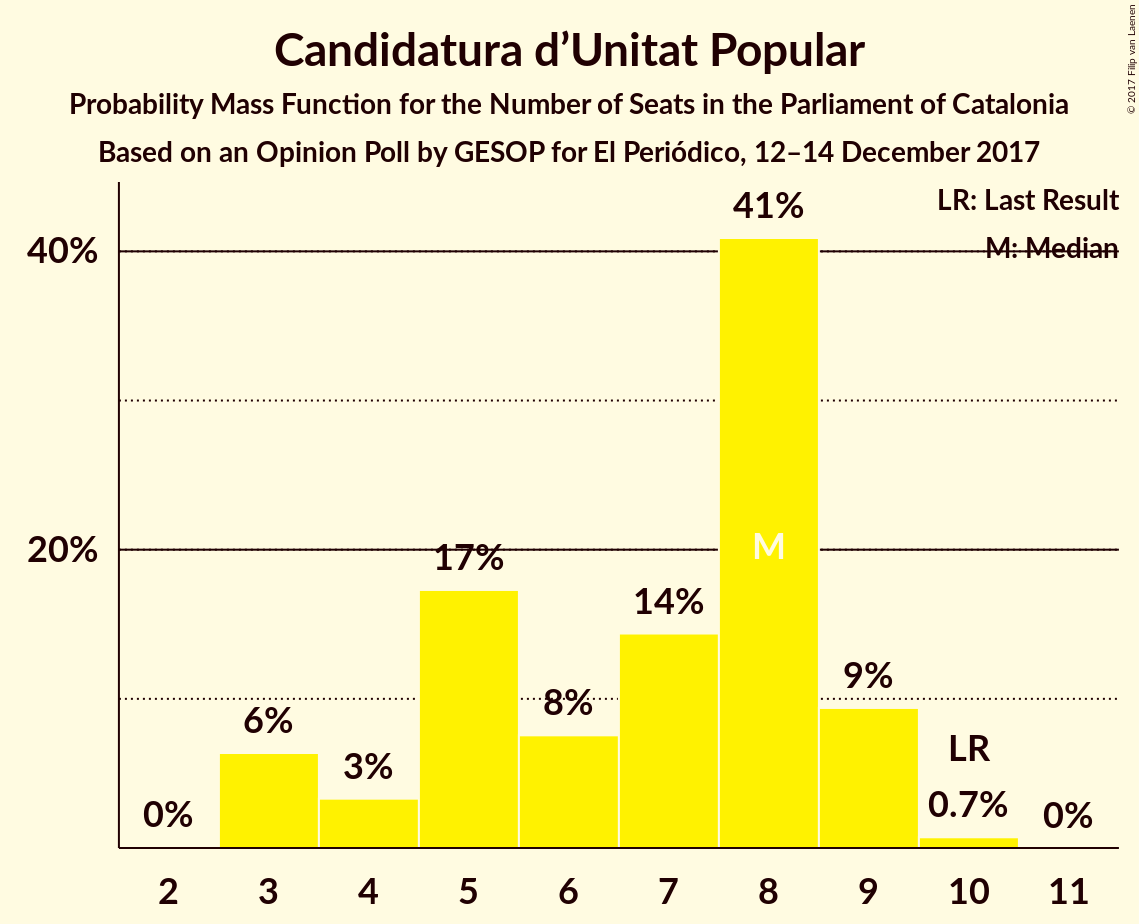 Candidatura d’Unitat Popular
Probability Mass Function for the Number of Seats in the Parliament of Catalonia
Based on an Opinion Poll by GESOP for El Periódico, 12–14 December 2017
© 2017 Filip van Laenen
LR: Last Result
M: Median
40%
20%
0%
6%
3%
17%
8%
14%
41%
M
9%
LR
0.7%
0%
2 3 4 5 6 7 8 9 10 11